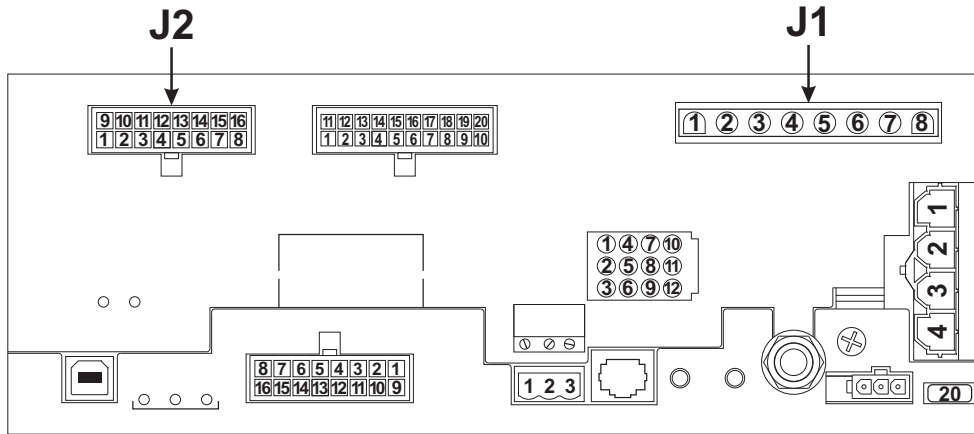 J2
J1
9 10 11 12 13 14 15 16
1 2 3 4 5 6 7 8
11 12 13 14 15 16 17 18 19 20
1 2 3 4 5 6 7 8 9 10
1 2 3 4 5 6 7 8
1
2
3
4
1 4 7 10
2 5 8 11
3 6 9 12
8 7 6 5 4 3 2 1
16 15 14 13 12 11 10 9
1 2 3
20